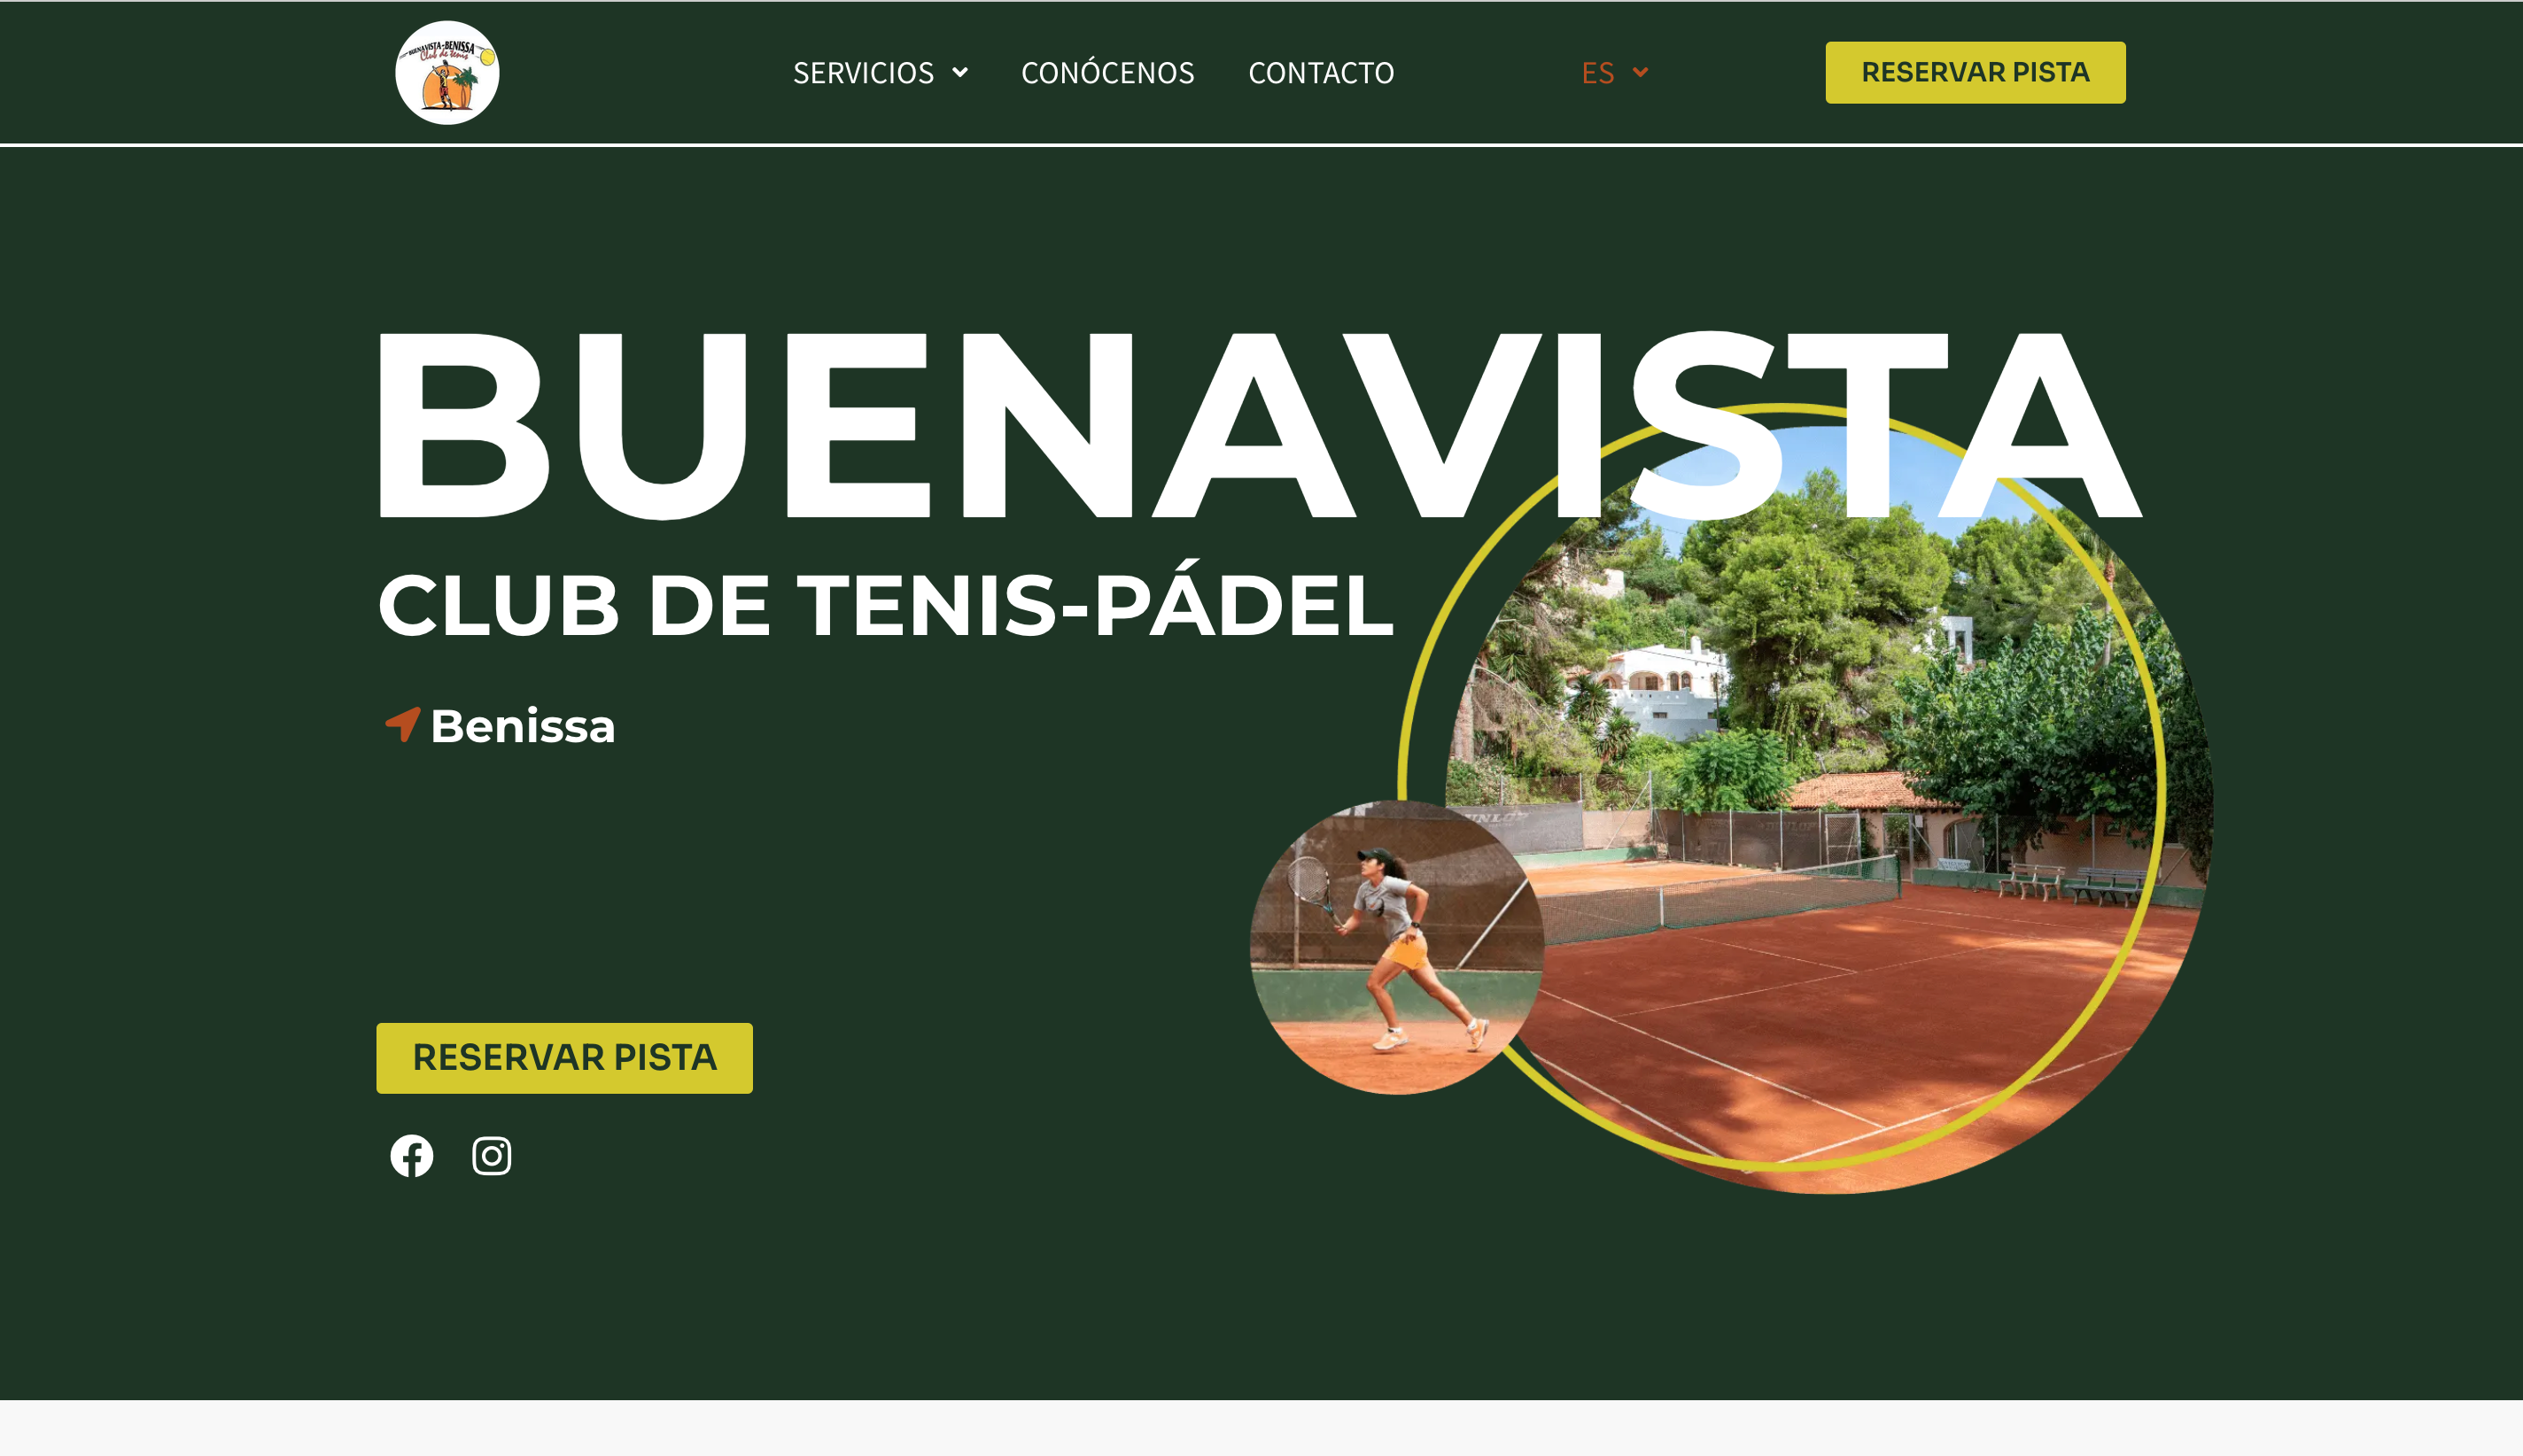 BUENAVISTA-BENISSA
Club de tenis
SERVICIOS
CONÓCENOS
CONTACTO
ES
RESERVAR PISTA
BUENAVISTA
CLUB DE TENIS-PÁDEL
Benissa
DUNLOP
RESERVAR PISTA